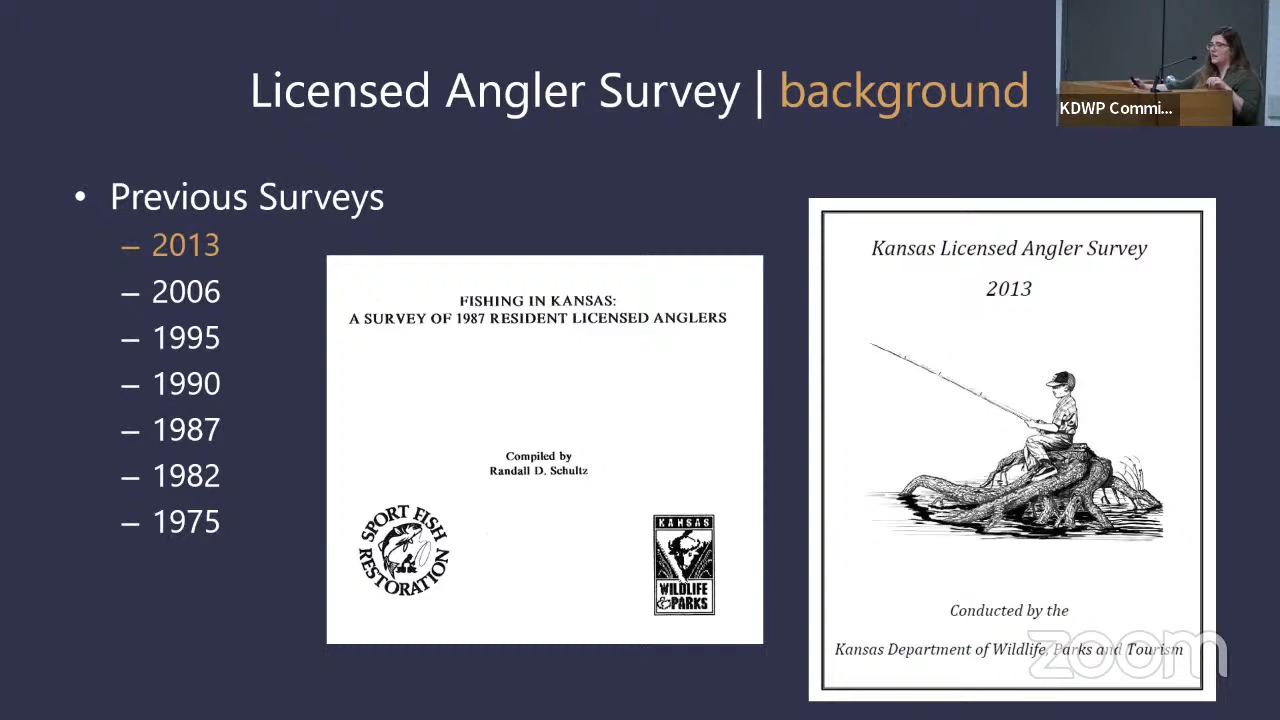 Licensed Angler Survey | background
KDWP Commi...
• Previous Surveys
– 2013
– 2006
– 1995
– 1990
– 1987
– 1982
– 1975
FISHING IN KANSAS:
A SURVEY OF 1987 RESIDENT LICENSED ANGLERS
Compiled by
Randall D. Schultz
SPORT FISH
RESTORATION
KANSAS
WILDLIFE
& PARKS
Kansas Licensed Angler Survey
2013
Conducted by the
Kansas Department of Wildlife, Parks and Tourism
zoom